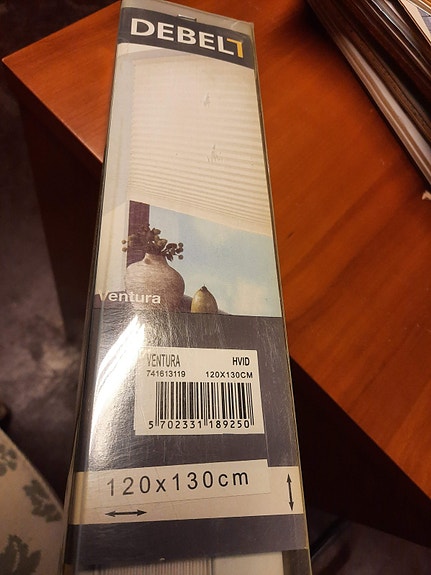 DEBEL
Ventura
VENTURA HVID
741613119 120X130CM
5 702331 189250
120x130cm